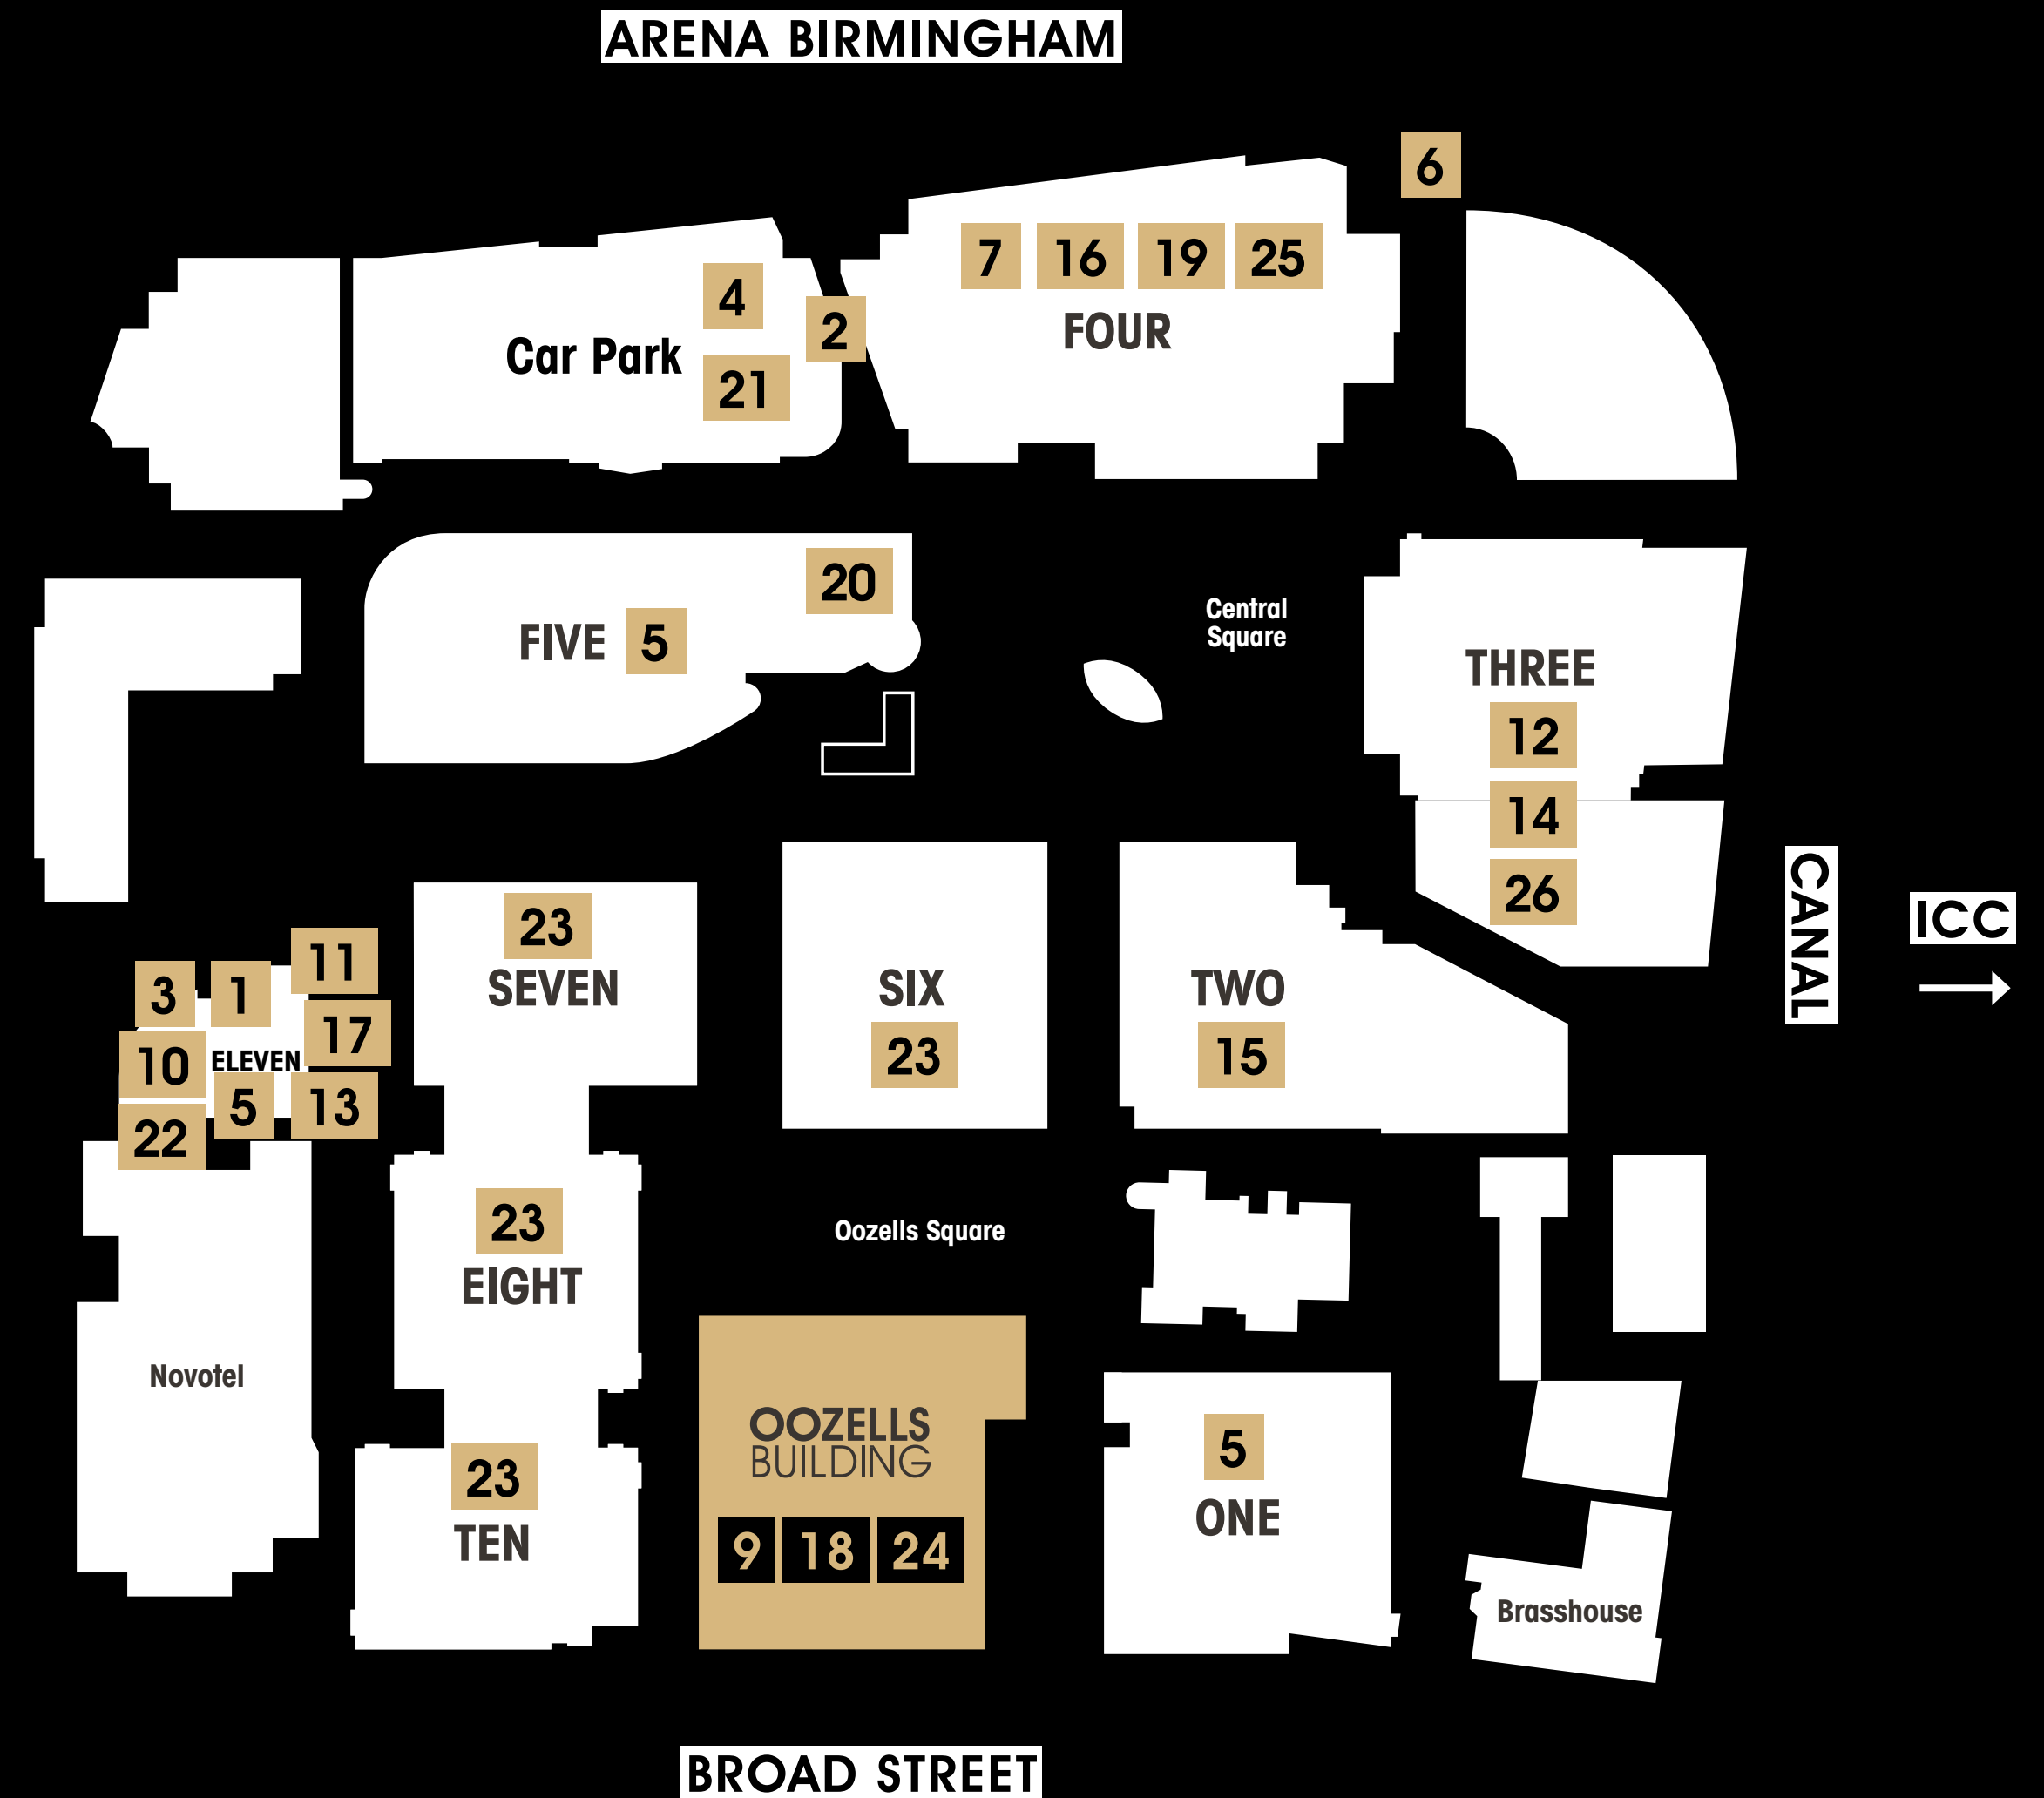 ARENA BIRMINGHAM
6
7 16 19 25
4
2
FOUR
Car Park
21
20
FIVE 5
Central
Square
THREE
12
14
26
CANAL
ICC
23
SEVEN
SIX
23
TWO
15
11
3 1
17
10 ELEVEN
5 13
22
23
EIGHT
Oozells Square
Novotel
OOZELLS
BUILDING
9 18 24
23
TEN
5
ONE
Brasshouse
BROAD STREET